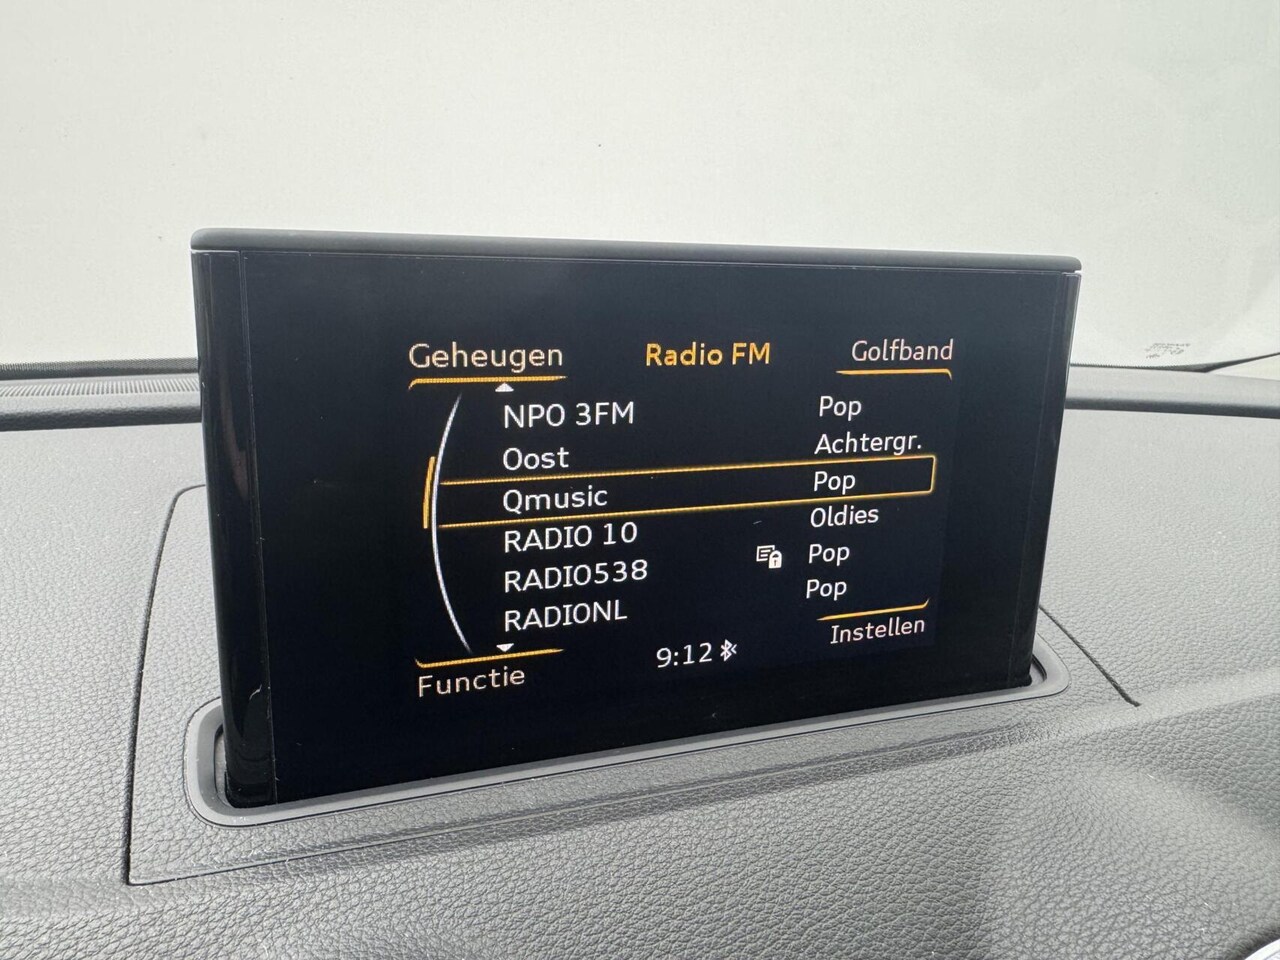 Geheugen Radio FM Golfband
NPO 3FM Pop
Oost Achtergr.
Qmusic Pop
RADIO 10 Oldies
RADIO538 Pop
RADIONL Pop
Functie 9:12 Instellen